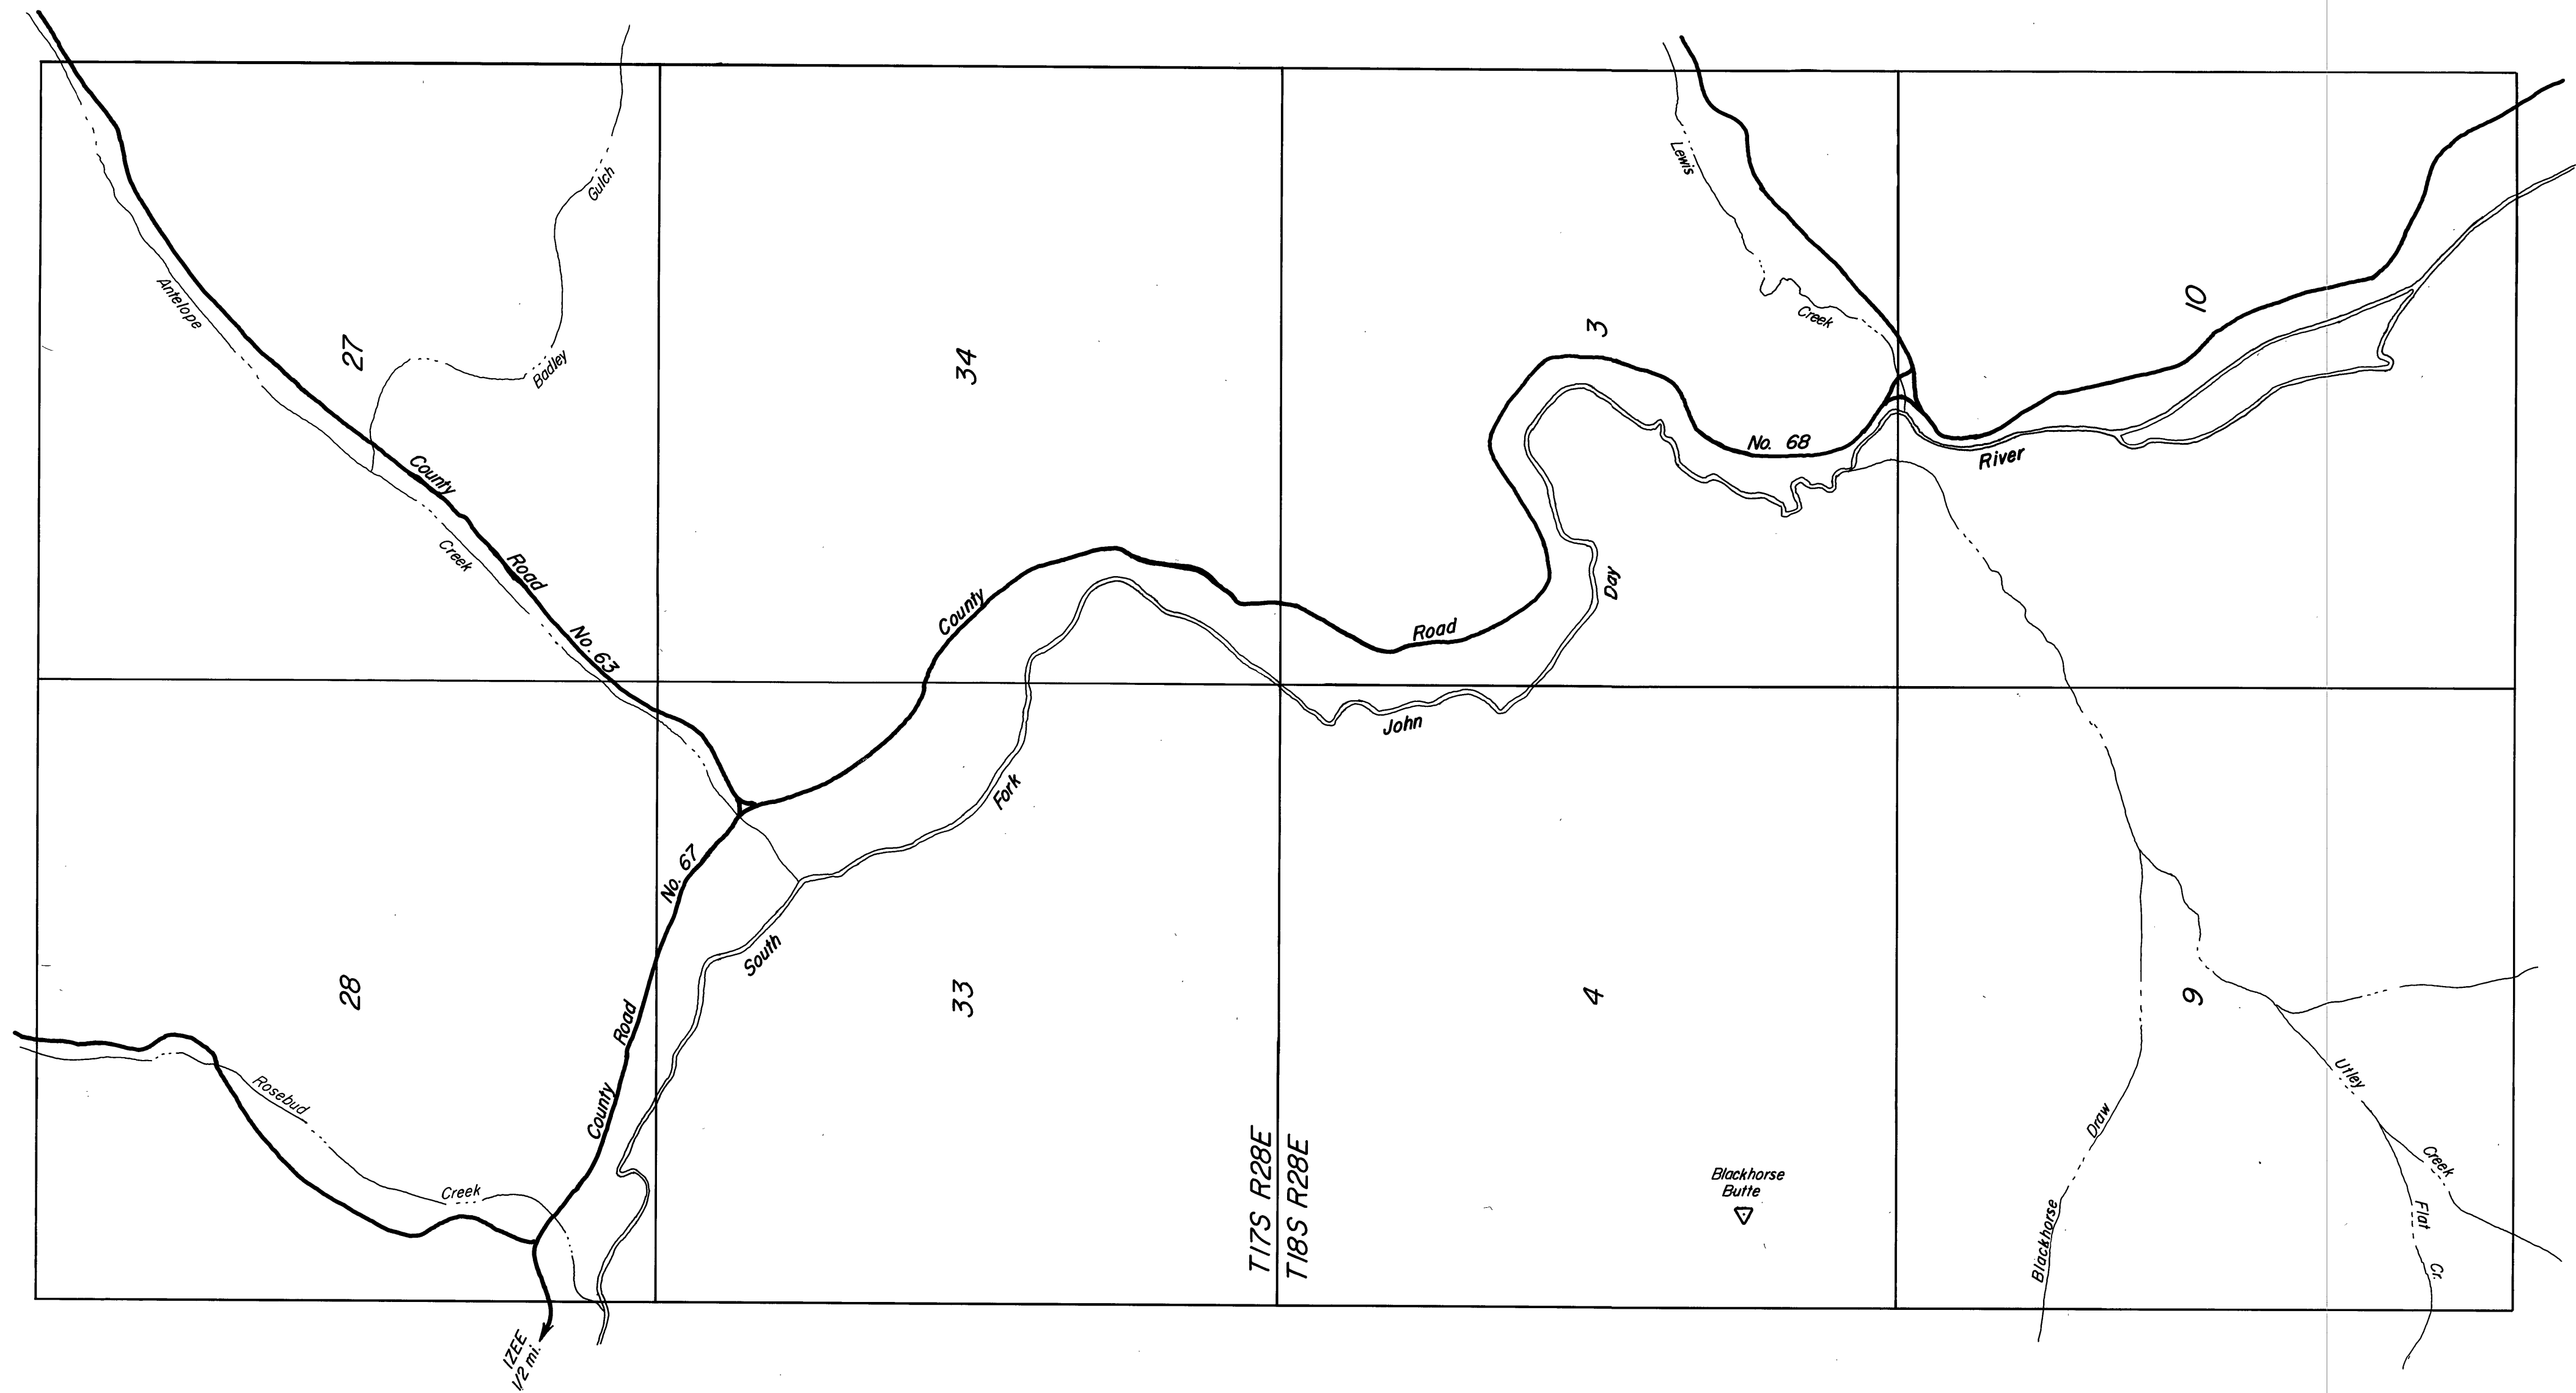 Gulch
Badley
Antelope
Creek
27
County
Road
No. 63
34
Lewis
Creek
3
10
No. 68
River
County
Road
Day
John
Fork
South
No. 67
Road
County
28
33
4
9
Rosebud
Creek
T17S R28E
T18S R28E
Blackhorse
Butte
Draw
Blackhorse
Utley
Creek
Flat
Cr.
IZEE
1/2 mi.